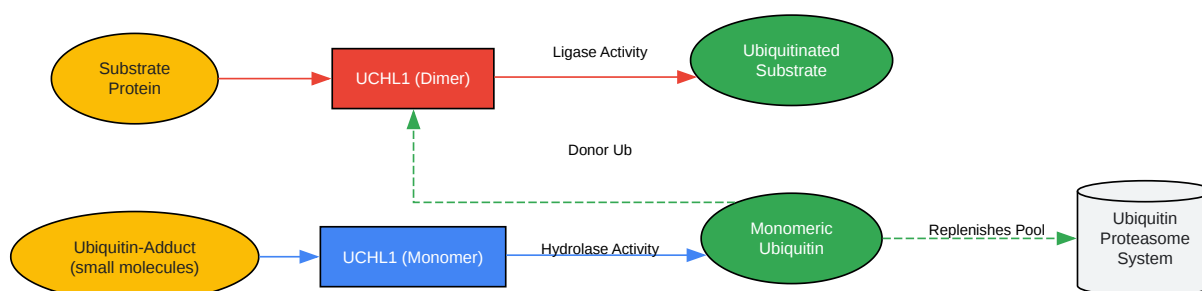 Substrate
Protein
UCHL1 (Dimer)
Ligase Activity
Ubiquitinated
Substrate
Donor Ub
Ubiquitin-Adduct
(small molecules)
UCHL1 (Monomer)
Hydrolase Activity
Monomeric
Ubiquitin
Replenishes Pool
Ubiquitin
Proteasome
System